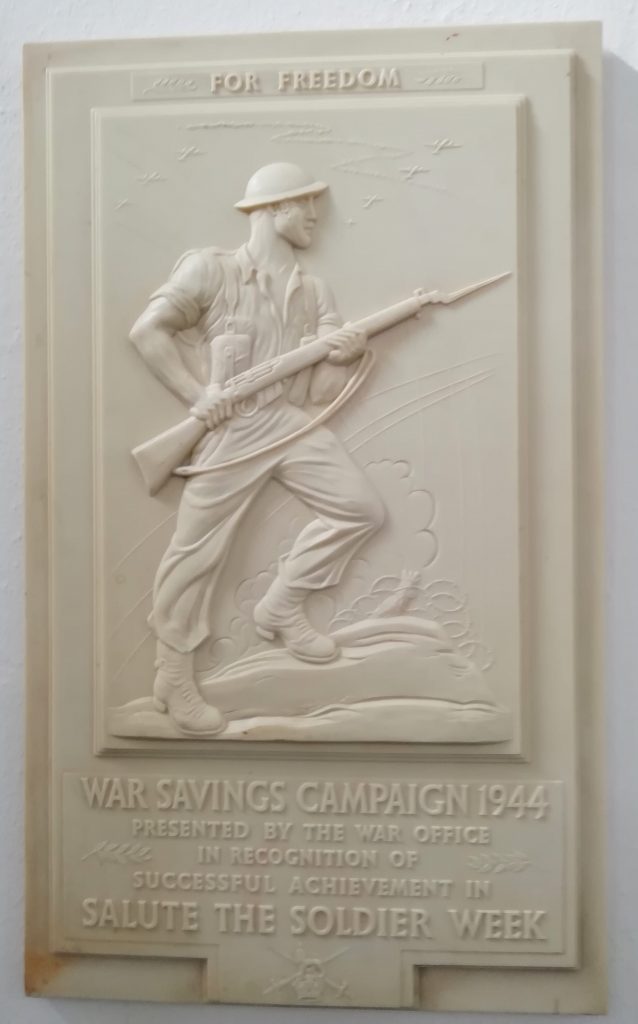 FOR FREEDOM
WAR SAVINGS CAMPAIGN 1944
PRESENTED BY THE WAR OFFICE
IN RECOGNITION OF
SUCCESSFUL ACHIEVEMENT IN
SALUTE THE SOLDIER WEEK